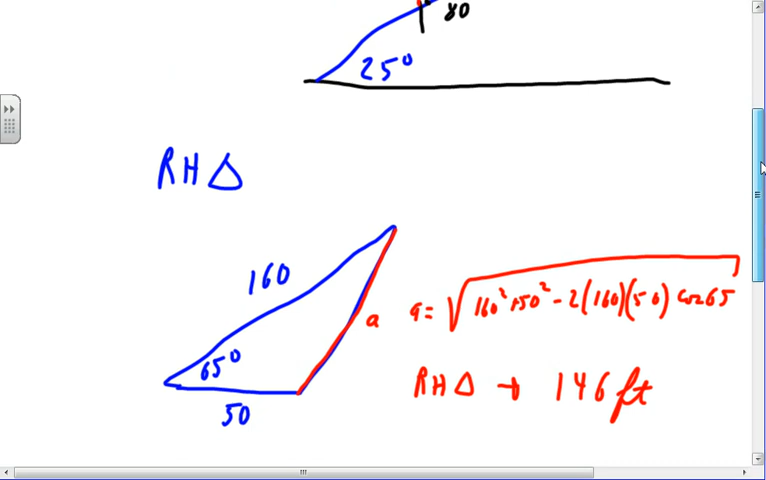 80
25°
RH△
160
a
65°
50
a = √160² + 50² - 2(160)(50) cos 65
RH△ → 146 ft